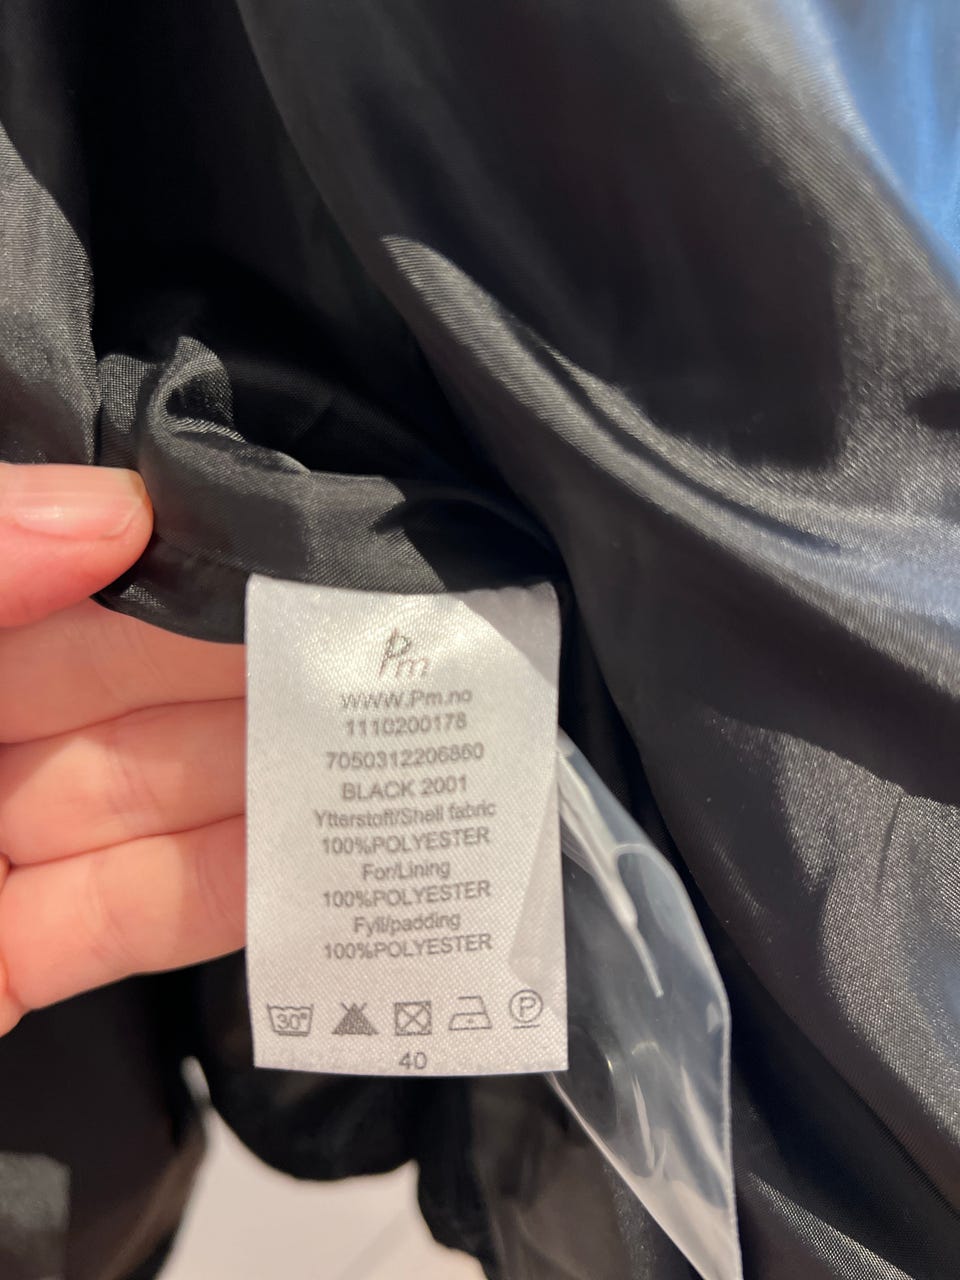 Pm
www.Pm.no
1110200178
7050312206860
BLACK 2001
Ytterstoff/Shell fabric
100%POLYESTER
For/Lining
100%POLYESTER
Fyll/padding
100%POLYESTER
30°
P
40